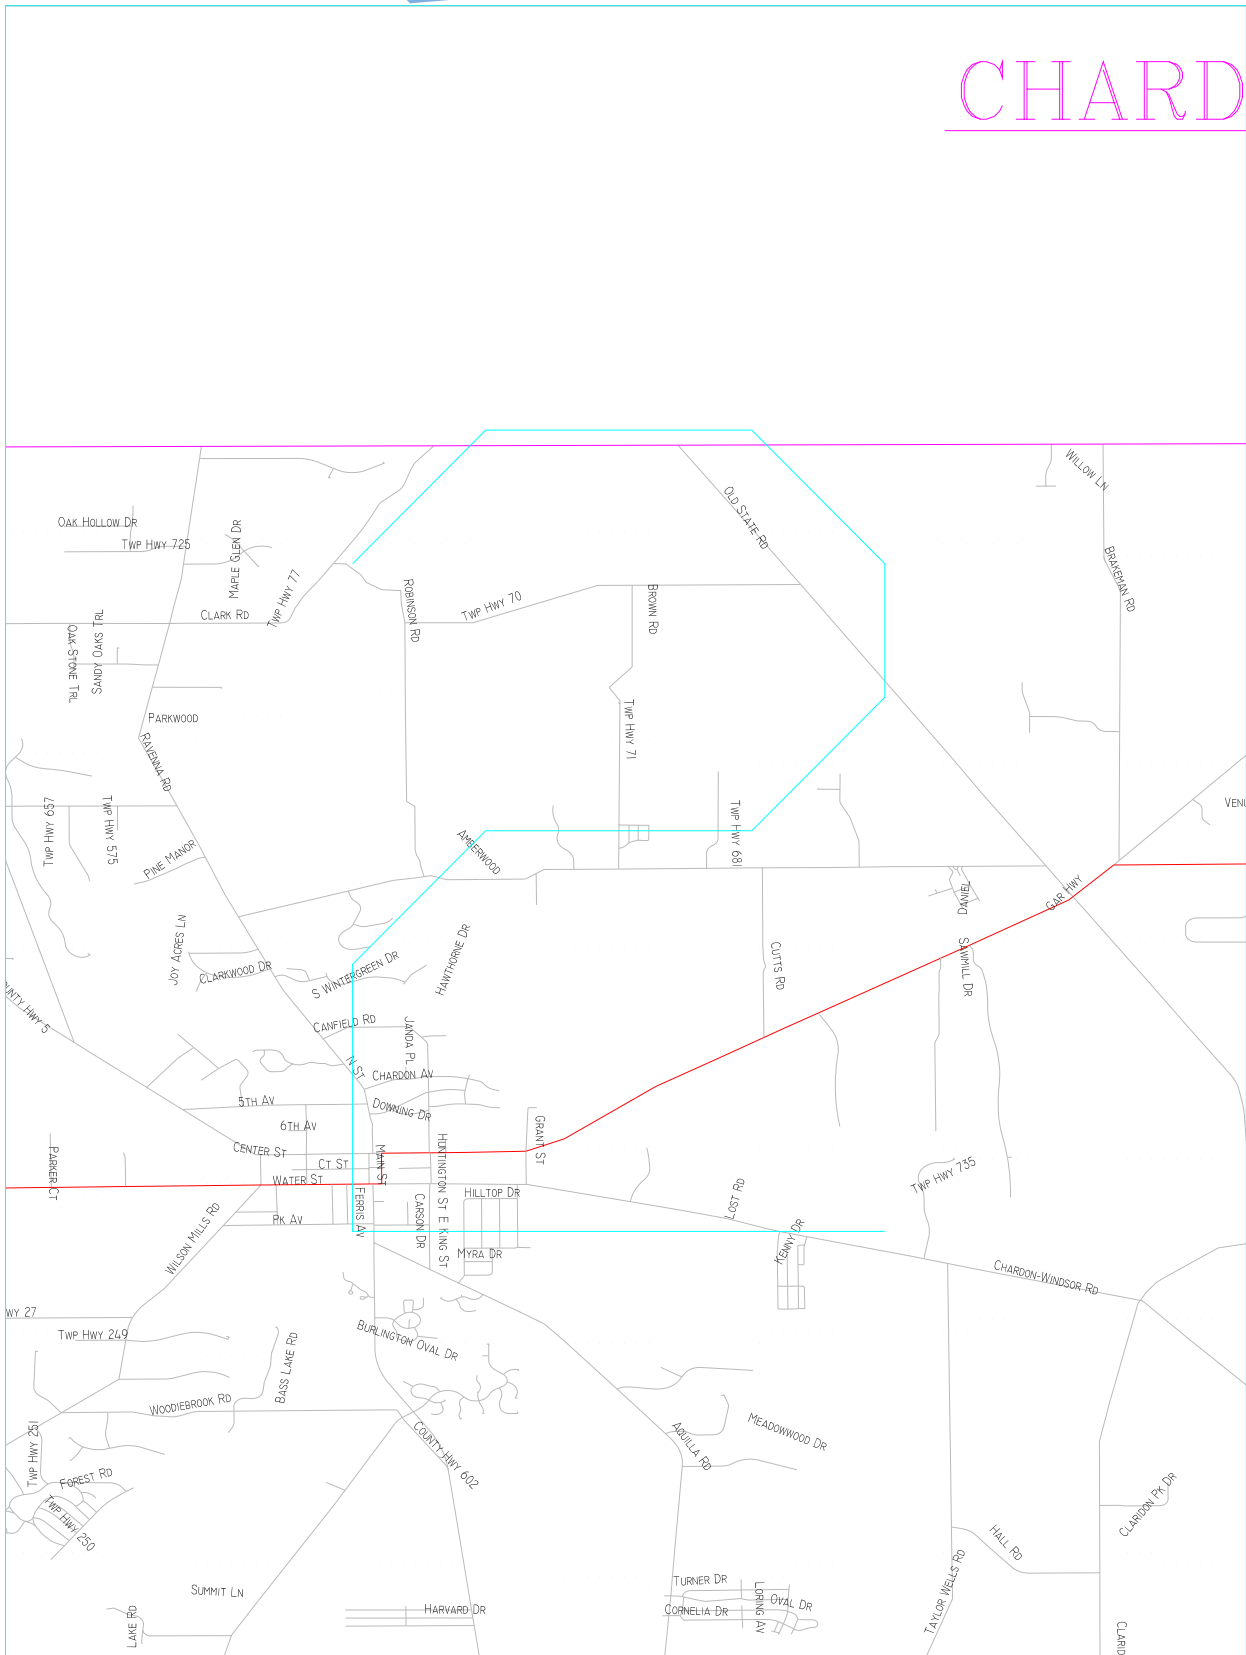 CHARD
WILLOW LN
OLD STATE RD
OAK HOLLOW DR
TWP HWY 725
MAPLE GLEN DR
BRAKEMAN RD
TWP HWY 77
ROBINSON RD
TWP HWY 70
BROWN RD
CLARK RD
OAK STONE TRL
SANDY OAKS TRL
PARKWOOD
TWP HWY 71
RAVENNA RD
TWP HWY 657
TWP HWY 575
PINE MANOR
AMBERWOOD
TWP HWY 681
DANIEL
GAR HWY
JOY ACRES LN
CLARKWOOD DR
S WINTERGREEN DR
HAWTHORNE DR
CUTTS RD
SAWMILL DR
UNTY HWY 5
CANFIELD RD
JANDA PL
N ST
CHARDON AV
5TH AV
DOWNING DR
6TH AV
GRANT ST
CENTER ST
CT ST
MAIN ST
HUNTINGTON ST
PARKER CT
WATER ST
TWP HWY 735
HILLTOP DR
LOST RD
FERRIS AV
CARSON DR
E KING ST
PK AV
WILSON MILLS RD
MYRA DR
KENNY DR
CHARDON-WINDSOR RD
WY 27
TWP HWY 249
BURLINGTON OVAL DR
BASS LAKE RD
WOODIEBROOK RD
COUNTY HWY 602
AQUILLA RD
MEADOWWOOD DR
TWP HWY 251
FOREST RD
TWP HWY 250
CLARIDON PK DR
HALL RD
SUMMIT LN
TURNER DR
LORING AV
OVAL DR
TAYLOR WELLS RD
LAKE RD
HARVARD DR
CORNELIA DR
CLARID